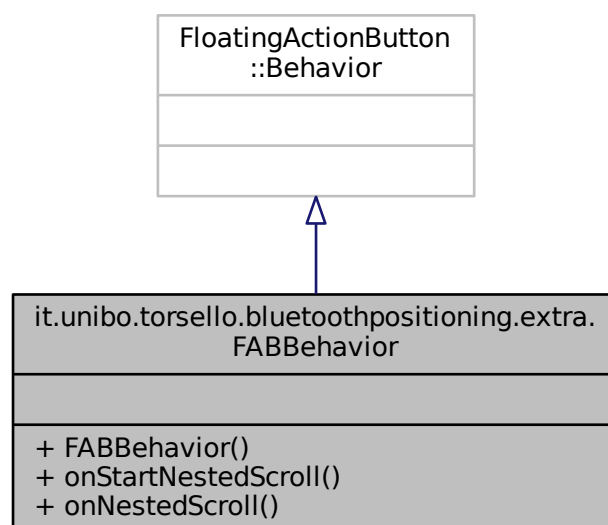 FloatingActionButton
::Behavior
it.unibo.torsello.bluetoothpositioning.extra.
FABBehavior
+ FABBehavior()
+ onStartNestedScroll()
+ onNestedScroll()